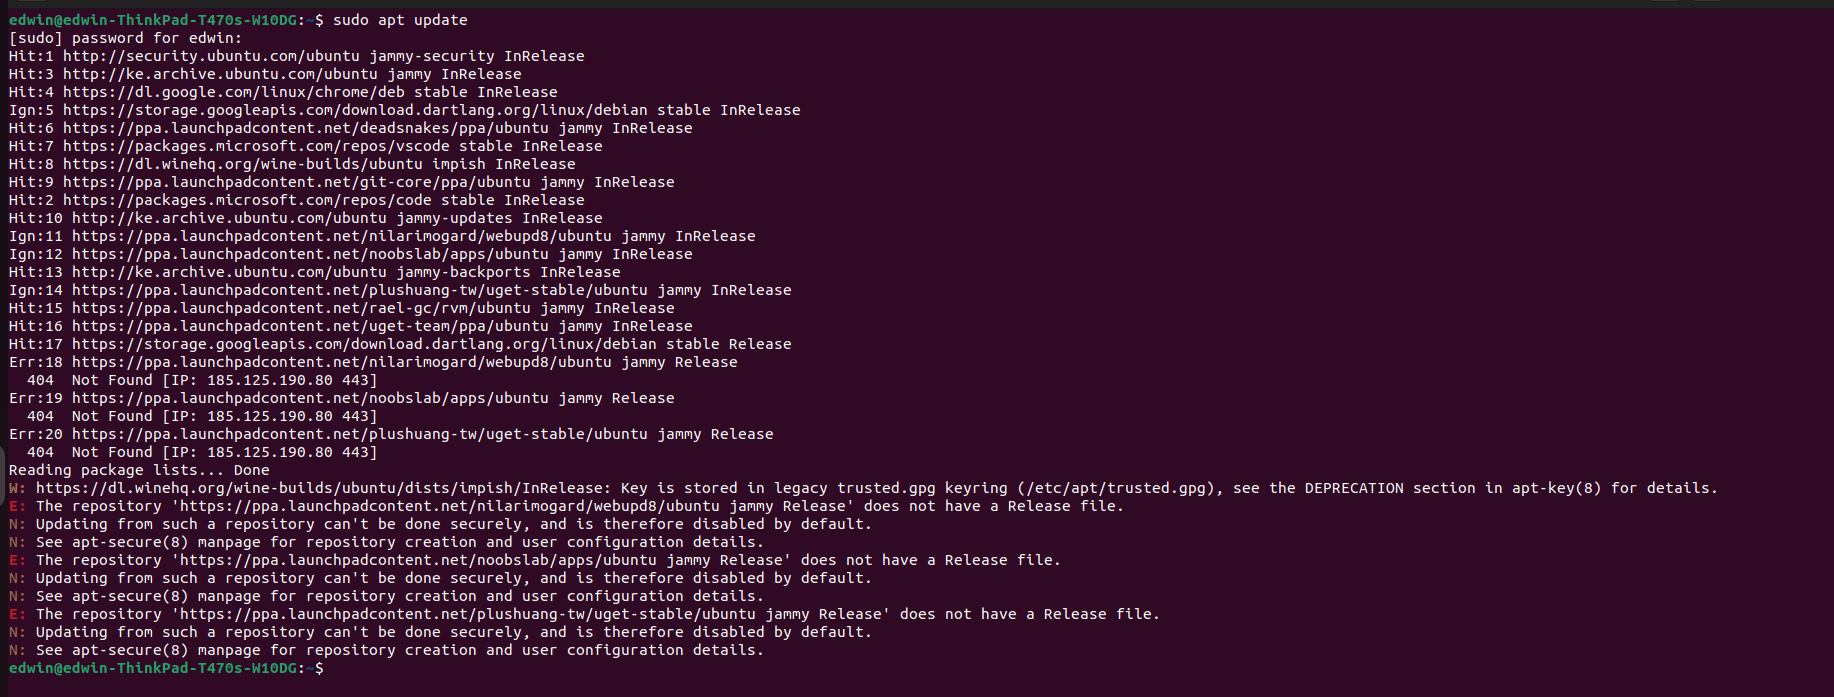 edwin@edwin-ThinkPad-T470s-W10DG:~$ sudo apt update
[sudo] password for edwin:
Hit:1 http://security.ubuntu.com/ubuntu jammy-security InRelease
Hit:3 http://ke.archive.ubuntu.com/ubuntu jammy InRelease
Hit:4 https://dl.google.com/linux/chrome/deb stable InRelease
Ign:5 https://storage.googleapis.com/download.dartlang.org/linux/debian stable InRelease
Hit:6 https://ppa.launchpadcontent.net/deadsnakes/ppa/ubuntu jammy InRelease
Hit:7 https://packages.microsoft.com/repos/vscode stable InRelease
Hit:8 https://dl.winehq.org/wine-builds/ubuntu impish InRelease
Hit:9 https://ppa.launchpadcontent.net/git-core/ppa/ubuntu jammy InRelease
Hit:2 https://packages.microsoft.com/repos/code stable InRelease
Hit:10 http://ke.archive.ubuntu.com/ubuntu jammy-updates InRelease
Ign:11 https://ppa.launchpadcontent.net/nilarimogard/webupd8/ubuntu jammy InRelease
Ign:12 https://ppa.launchpadcontent.net/noobslab/apps/ubuntu jammy InRelease
Hit:13 http://ke.archive.ubuntu.com/ubuntu jammy-backports InRelease
Ign:14 https://ppa.launchpadcontent.net/plushuang-tw/uget-stable/ubuntu jammy InRelease
Hit:15 https://ppa.launchpadcontent.net/rael-gc/rvm/ubuntu jammy InRelease
Hit:16 https://ppa.launchpadcontent.net/uget-team/ppa/ubuntu jammy InRelease
Hit:17 https://storage.googleapis.com/download.dartlang.org/linux/debian stable Release
Err:18 https://ppa.launchpadcontent.net/nilarimogard/webupd8/ubuntu jammy Release
  404  Not Found [IP: 185.125.190.80 443]
Err:19 https://ppa.launchpadcontent.net/noobslab/apps/ubuntu jammy Release
  404  Not Found [IP: 185.125.190.80 443]
Err:20 https://ppa.launchpadcontent.net/plushuang-tw/uget-stable/ubuntu jammy Release
  404  Not Found [IP: 185.125.190.80 443]
Reading package lists... Done
W: https://dl.winehq.org/wine-builds/ubuntu/dists/impish/InRelease: Key is stored in legacy trusted.gpg keyring (/etc/apt/trusted.gpg), see the DEPRECATION section in apt-key(8) for details.
E: The repository 'https://ppa.launchpadcontent.net/nilarimogard/webupd8/ubuntu jammy Release' does not have a Release file.
N: Updating from such a repository can't be done securely, and is therefore disabled by default.
N: See apt-secure(8) manpage for repository creation and user configuration details.
E: The repository 'https://ppa.launchpadcontent.net/noobslab/apps/ubuntu jammy Release' does not have a Release file.
N: Updating from such a repository can't be done securely, and is therefore disabled by default.
N: See apt-secure(8) manpage for repository creation and user configuration details.
E: The repository 'https://ppa.launchpadcontent.net/plushuang-tw/uget-stable/ubuntu jammy Release' does not have a Release file.
N: Updating from such a repository can't be done securely, and is therefore disabled by default.
N: See apt-secure(8) manpage for repository creation and user configuration details.
edwin@edwin-ThinkPad-T470s-W10DG:~$